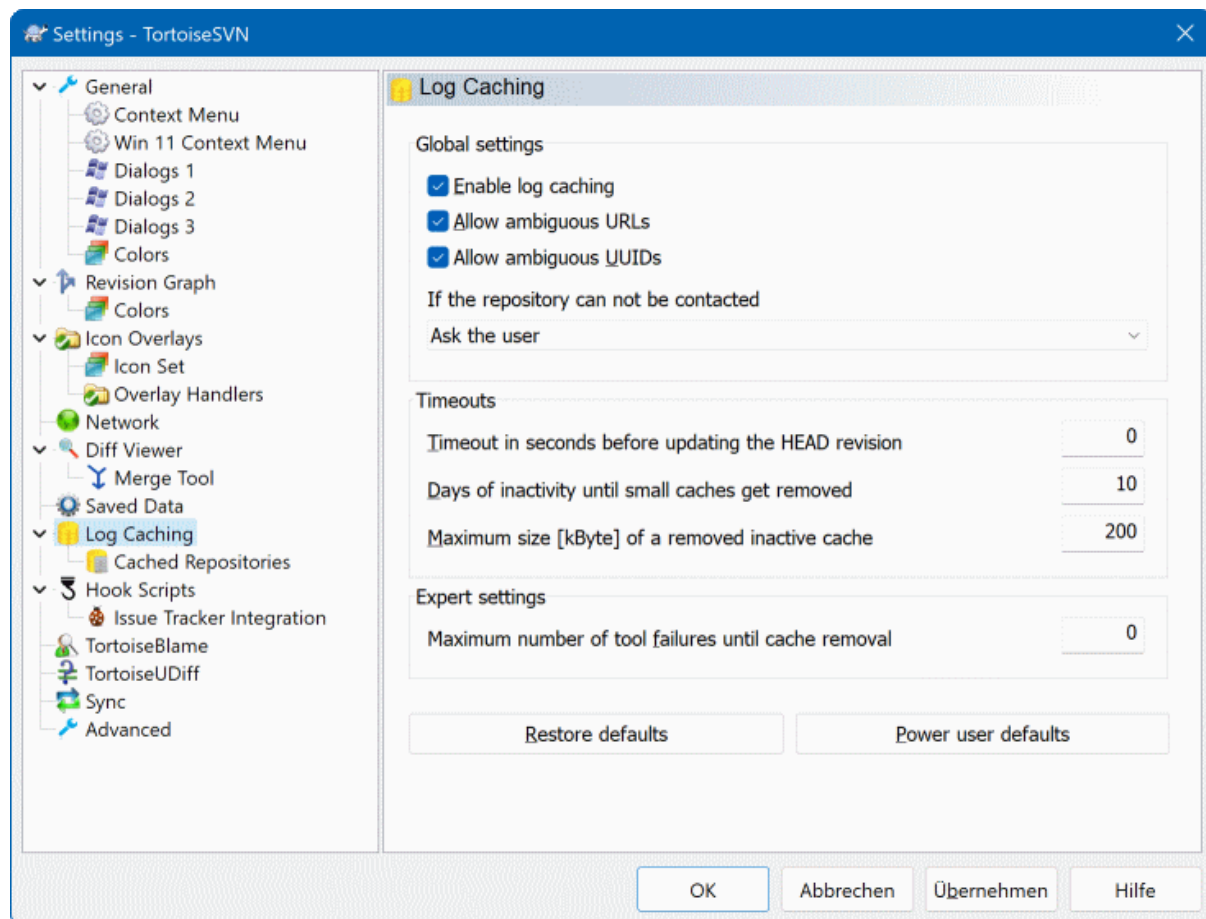 Settings - TortoiseSVN
General
Context Menu
Win 11 Context Menu
Dialogs 1
Dialogs 2
Dialogs 3
Colors
Revision Graph
Colors
Icon Overlays
Icon Set
Overlay Handlers
Network
Diff Viewer
Merge Tool
Saved Data
Log Caching
Cached Repositories
Hook Scripts
Issue Tracker Integration
TortoiseBlame
TortoiseUDiff
Sync
Advanced
Log Caching
Global settings
Enable log caching
Allow ambiguous URLs
Allow ambiguous UUIDs
If the repository can not be contacted
Ask the user
Timeouts
Timeout in seconds before updating the HEAD revision 0
Days of inactivity until small caches get removed 10
Maximum size [kByte] of a removed inactive cache 200
Expert settings
Maximum number of tool failures until cache removal 0
Restore defaults Power user defaults
OK Abbrechen Übernehmen Hilfe